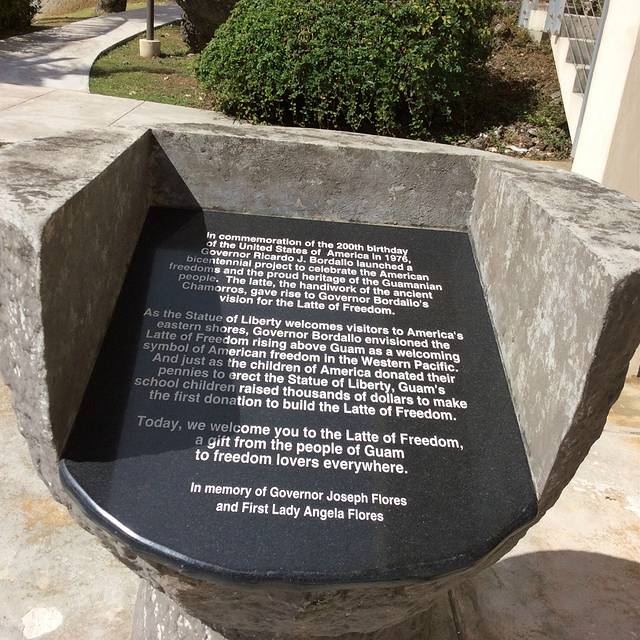 In commemoration of the 200th birthday
of the United States of America in 1976,
Governor Ricardo J. Bordallo launched a
bicentennial project to celebrate the American
freedoms and the proud heritage of the Guamanian
people. The latte, the handiwork of the ancient
Chamorros, gave rise to Governor Bordallo's
vision for the Latte of Freedom.
As the Statue of Liberty welcomes visitors to America's
eastern shores, Governor Bordallo envisioned the
Latte of Freedom rising above Guam as a welcoming
symbol of American freedom in the Western Pacific.
And just as the children of America donated their
pennies to erect the Statue of Liberty, Guam's
school children raised thousands of dollars to make
the first donation to build the Latte of Freedom.
Today, we welcome you to the Latte of Freedom,
a gift from the people of Guam
to freedom lovers everywhere.
In memory of Governor Joseph Flores
and First Lady Angela Flores